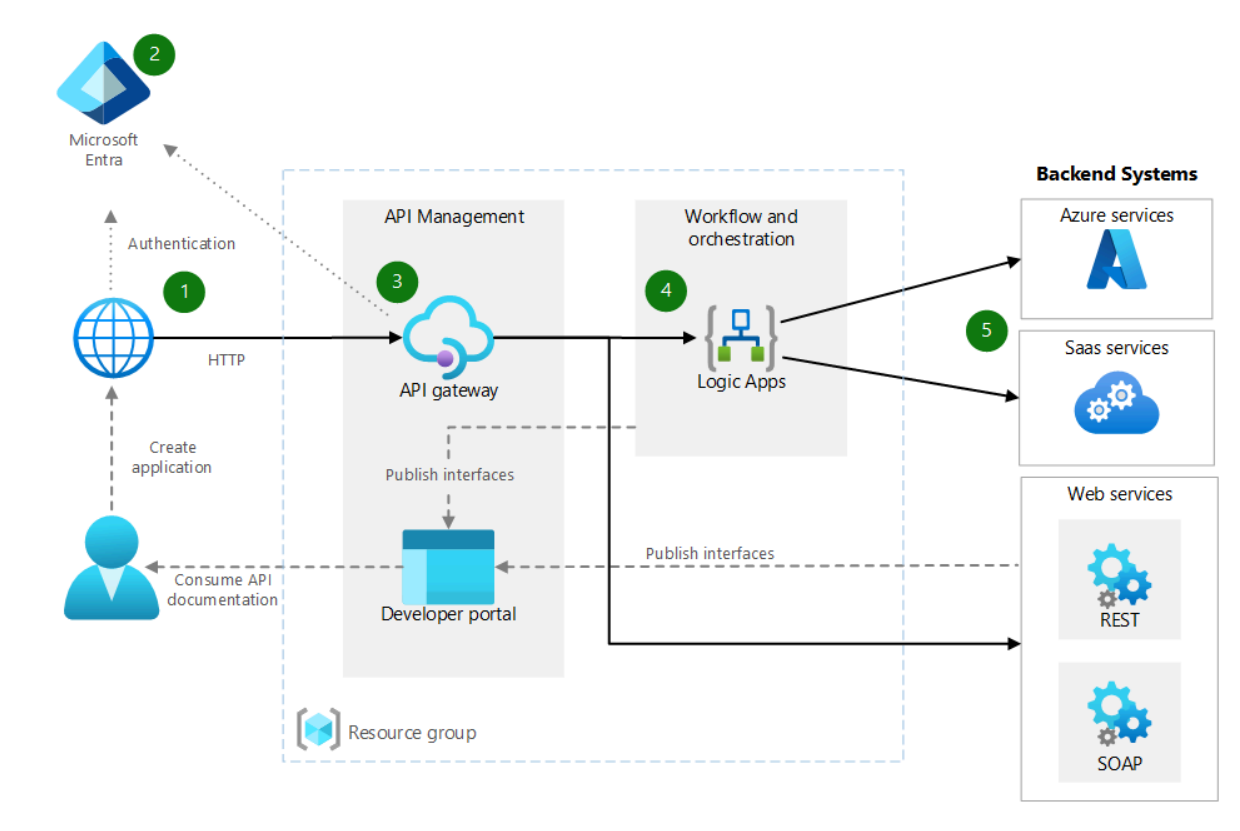 2
Microsoft
Entra
Backend Systems
API Management
Workflow and
orchestration
Azure services
Authentication
1
3
4
5
HTTP
API gateway
Logic Apps
Saas services
Create
application
Publish interfaces
Web services
Publish interfaces
Consume API
documentation
Developer portal
REST
Resource group
SOAP